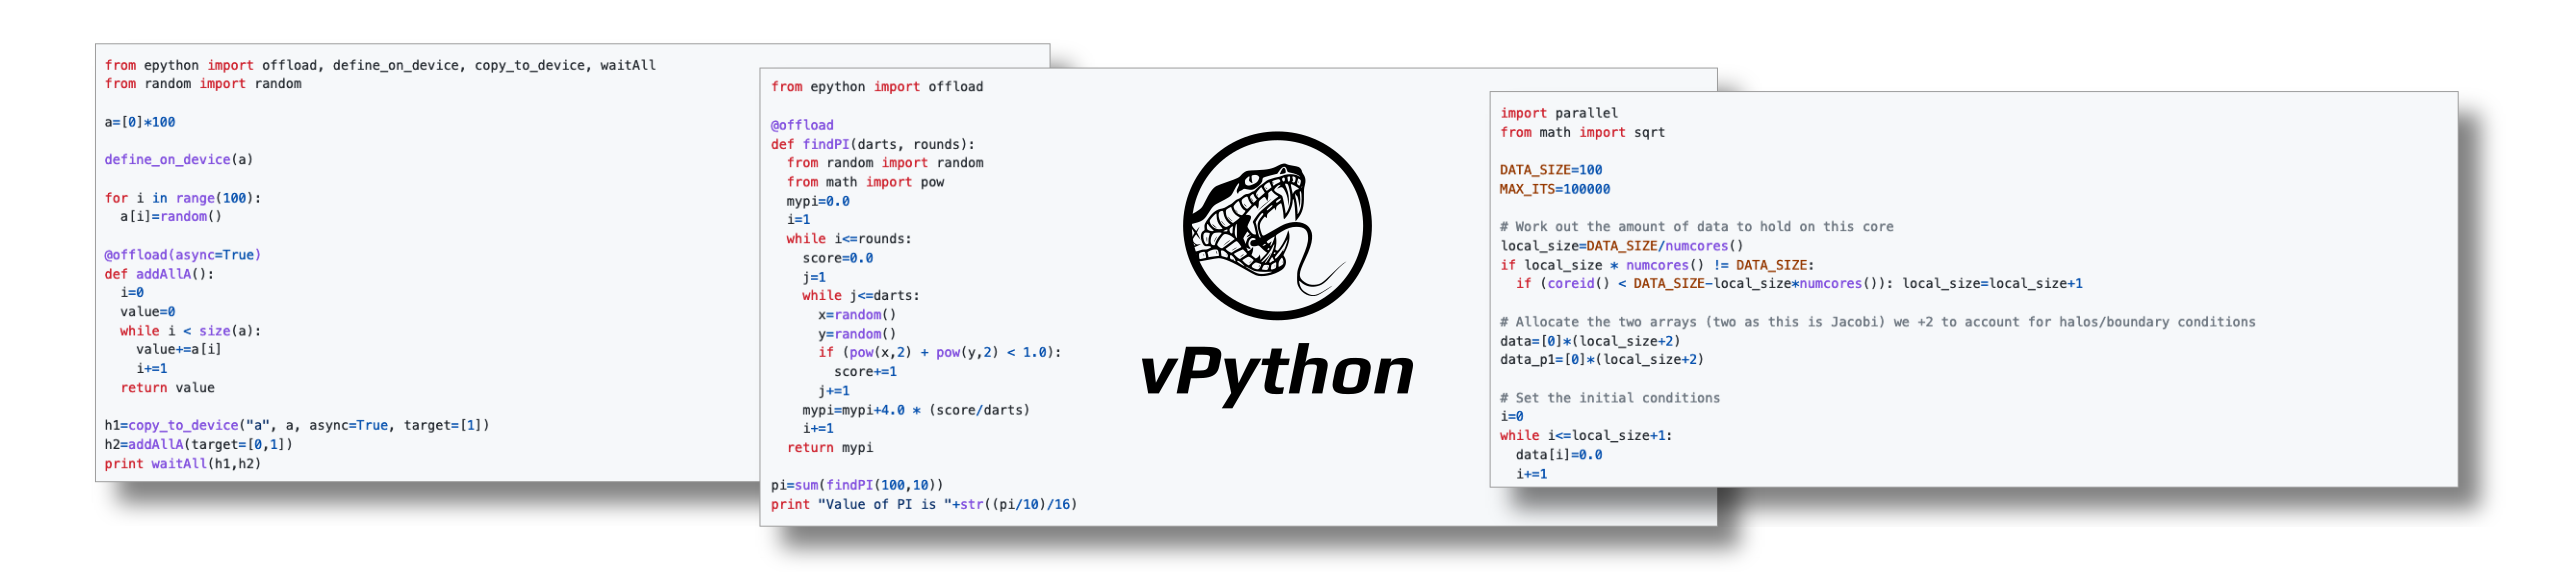 from epython import offload, define_on_device, copy_to_device, waitAll
from random import random

a=[0]*100

define_on_device(a)

for i in range(100):
  a[i]=random()

@offload(async=True)
def addAllA():
  i=0
  value=0
  while i < size(a):
    value+=a[i]
    i+=1
  return value

h1=copy_to_device("a", a, async=True, target=[1])
h2=addAllA(target=[0,1])
print waitAll(h1,h2)

from epython import offload

@offload
def findPI(darts, rounds):
  from random import random
  from math import pow
  mypi=0.0
  i=1
  while i<=rounds:
    score=0.0
    j=1
    while j<=darts:
      x=random()
      y=random()
      if (pow(x,2) + pow(y,2) < 1.0):
        score+=1
      j+=1
    mypi=mypi+4.0 * (score/darts)
    i+=1
  return mypi

pi=sum(findPI(100,10))
print "Value of PI is "+str((pi/10)/16)

vPython

import parallel
from math import sqrt

DATA_SIZE=100
MAX_ITS=100000

# Work out the amount of data to hold on this core
local_size=DATA_SIZE/numcores()
if local_size * numcores() != DATA_SIZE:
  if (coreid() < DATA_SIZE-local_size*numcores()): local_size=local_size+1

# Allocate the two arrays (two as this is Jacobi) we +2 to account for halos/boundary conditions
data=[0]*(local_size+2)
data_p1=[0]*(local_size+2)

# Set the initial conditions
i=0
while i<=local_size+1:
  data[i]=0.0
  i+=1